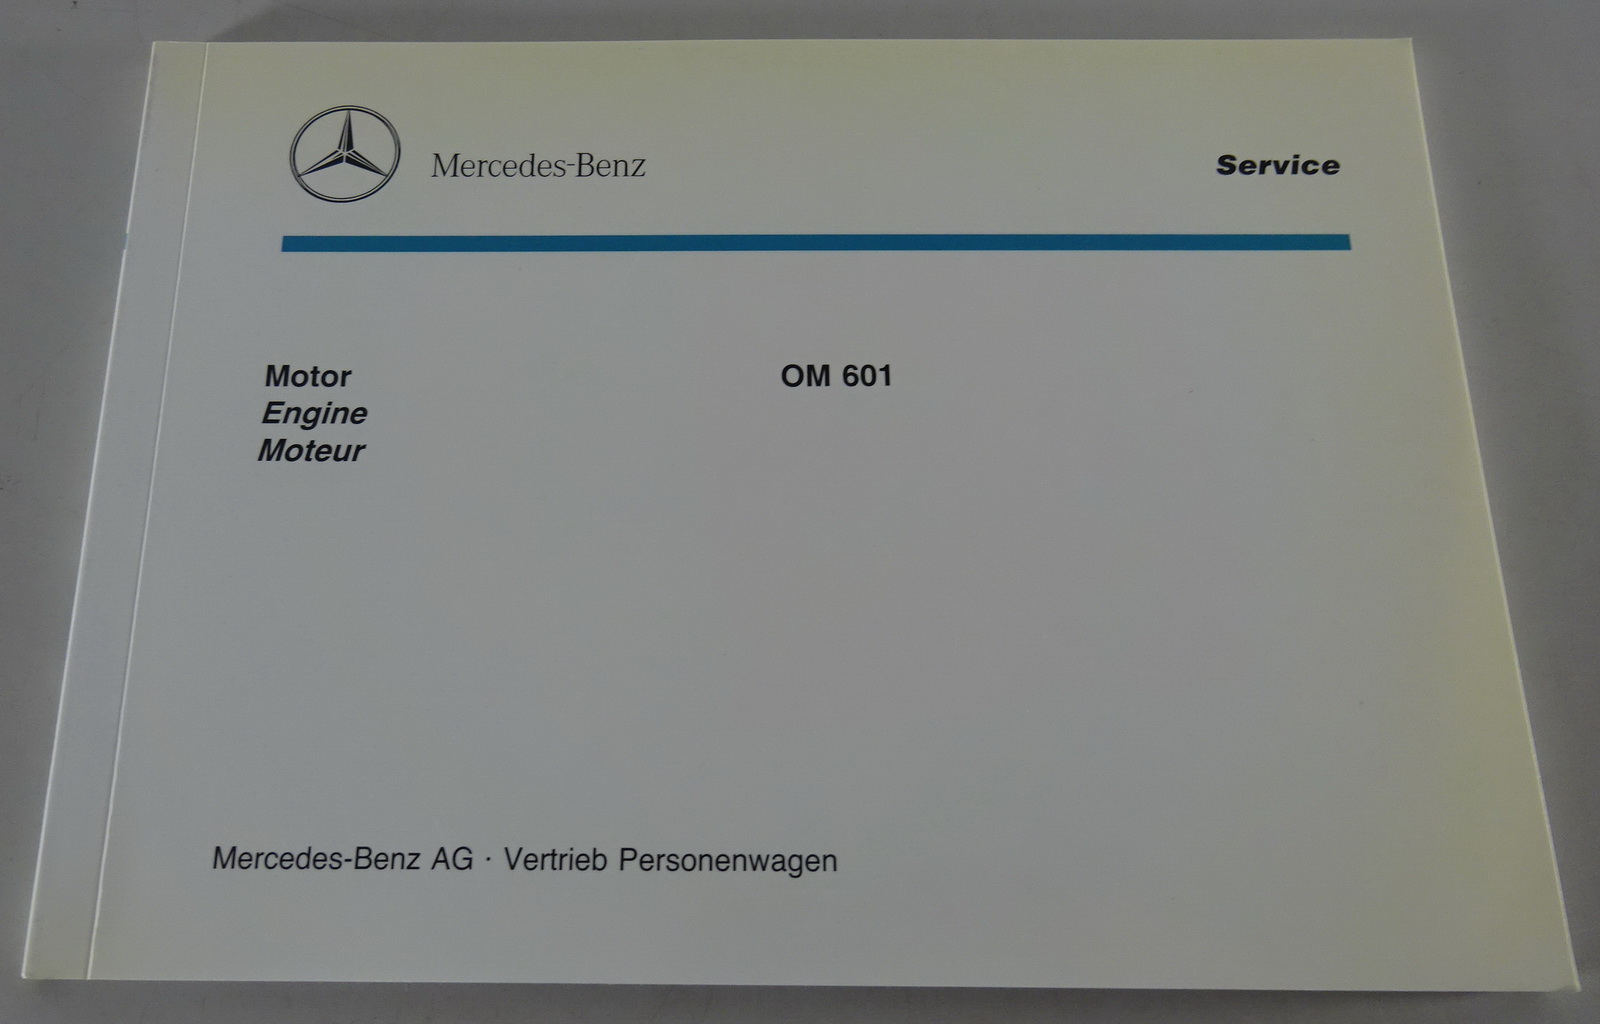 Mercedes-Benz
Service
Motor
OM 601
Engine
Moteur
Mercedes-Benz AG · Vertrieb Personenwagen